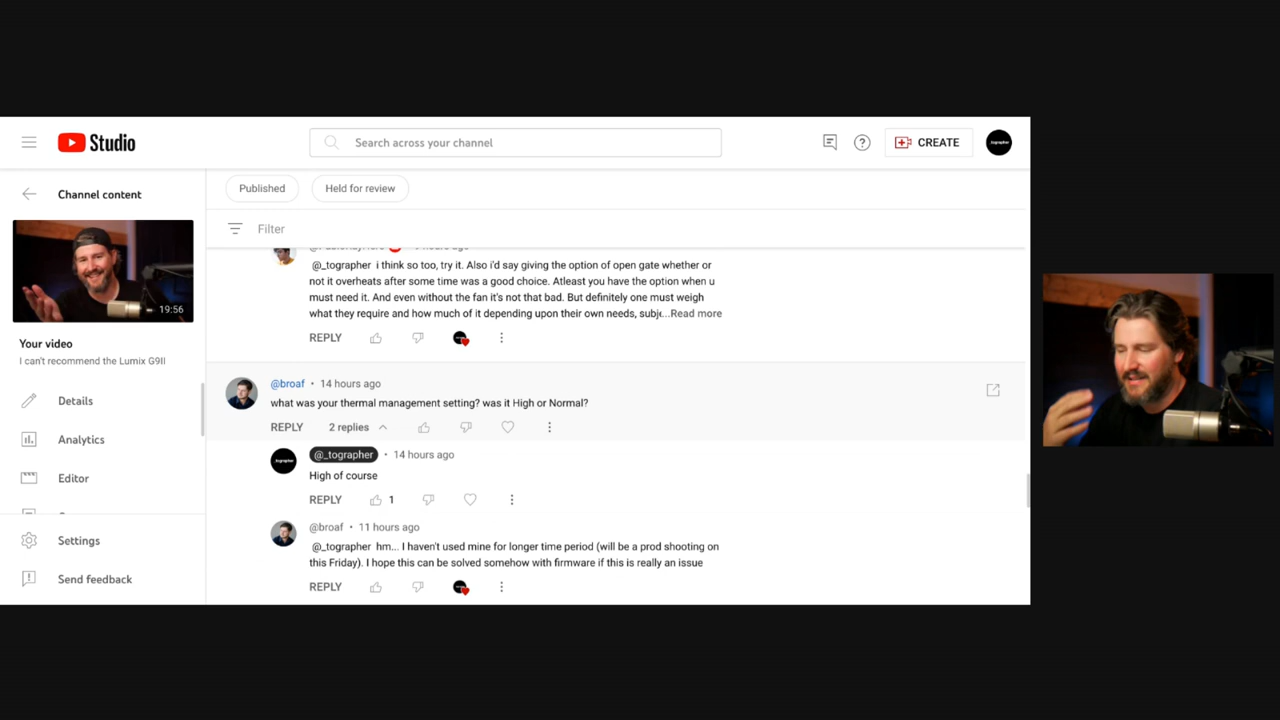 Studio
Search across your channel
CREATE
Channel content
Published
Held for review
Filter
19:56
Your video
I can't recommend the Lumix G9II
Details
Analytics
Editor
Settings
Send feedback
@_tographer i think so too, try it. Also i'd say giving the option of open gate whether or
not it overheats after some time was a good choice. Atleast you have the option when u
must need it. And even without the fan it's not that bad. But definitely one must weigh
what they require and how much of it depending upon their own needs, subj...Read more
REPLY
@broaf • 14 hours ago
what was your thermal management setting? was it High or Normal?
REPLY 2 replies
@_tographer • 14 hours ago
High of course
REPLY 1
@broaf • 11 hours ago
@_tographer hm... I haven't used mine for longer time period (will be a prod shooting on
this Friday). I hope this can be solved somehow with firmware if this is really an issue
REPLY